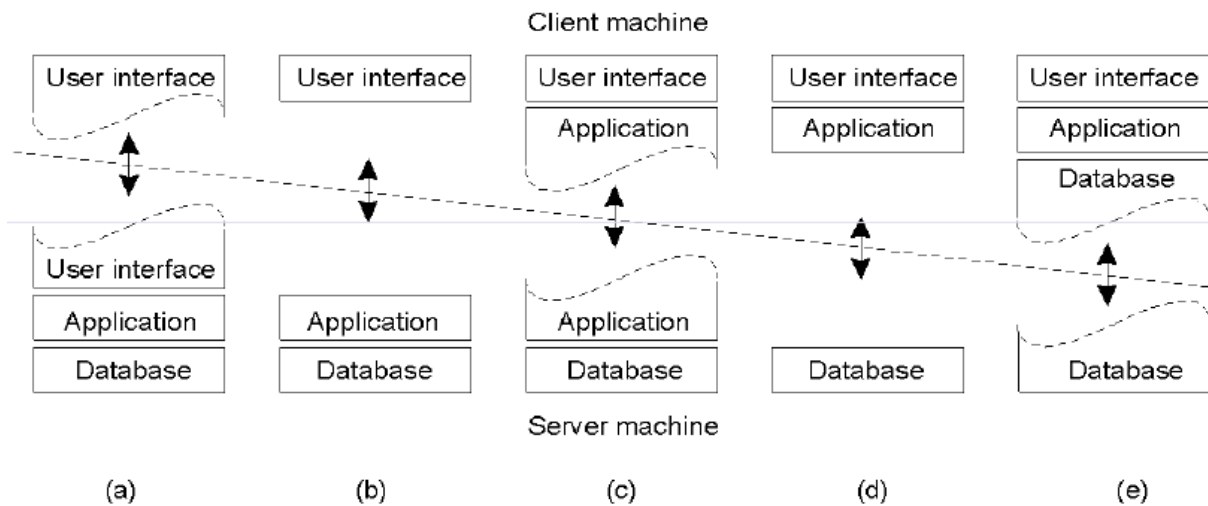 Client machine
User interface User interface User interface User interface User interface
Application Application Application
Database
User interface
Application Application Application
Database Database Database Database Database
Server machine
(a) (b) (c) (d) (e)